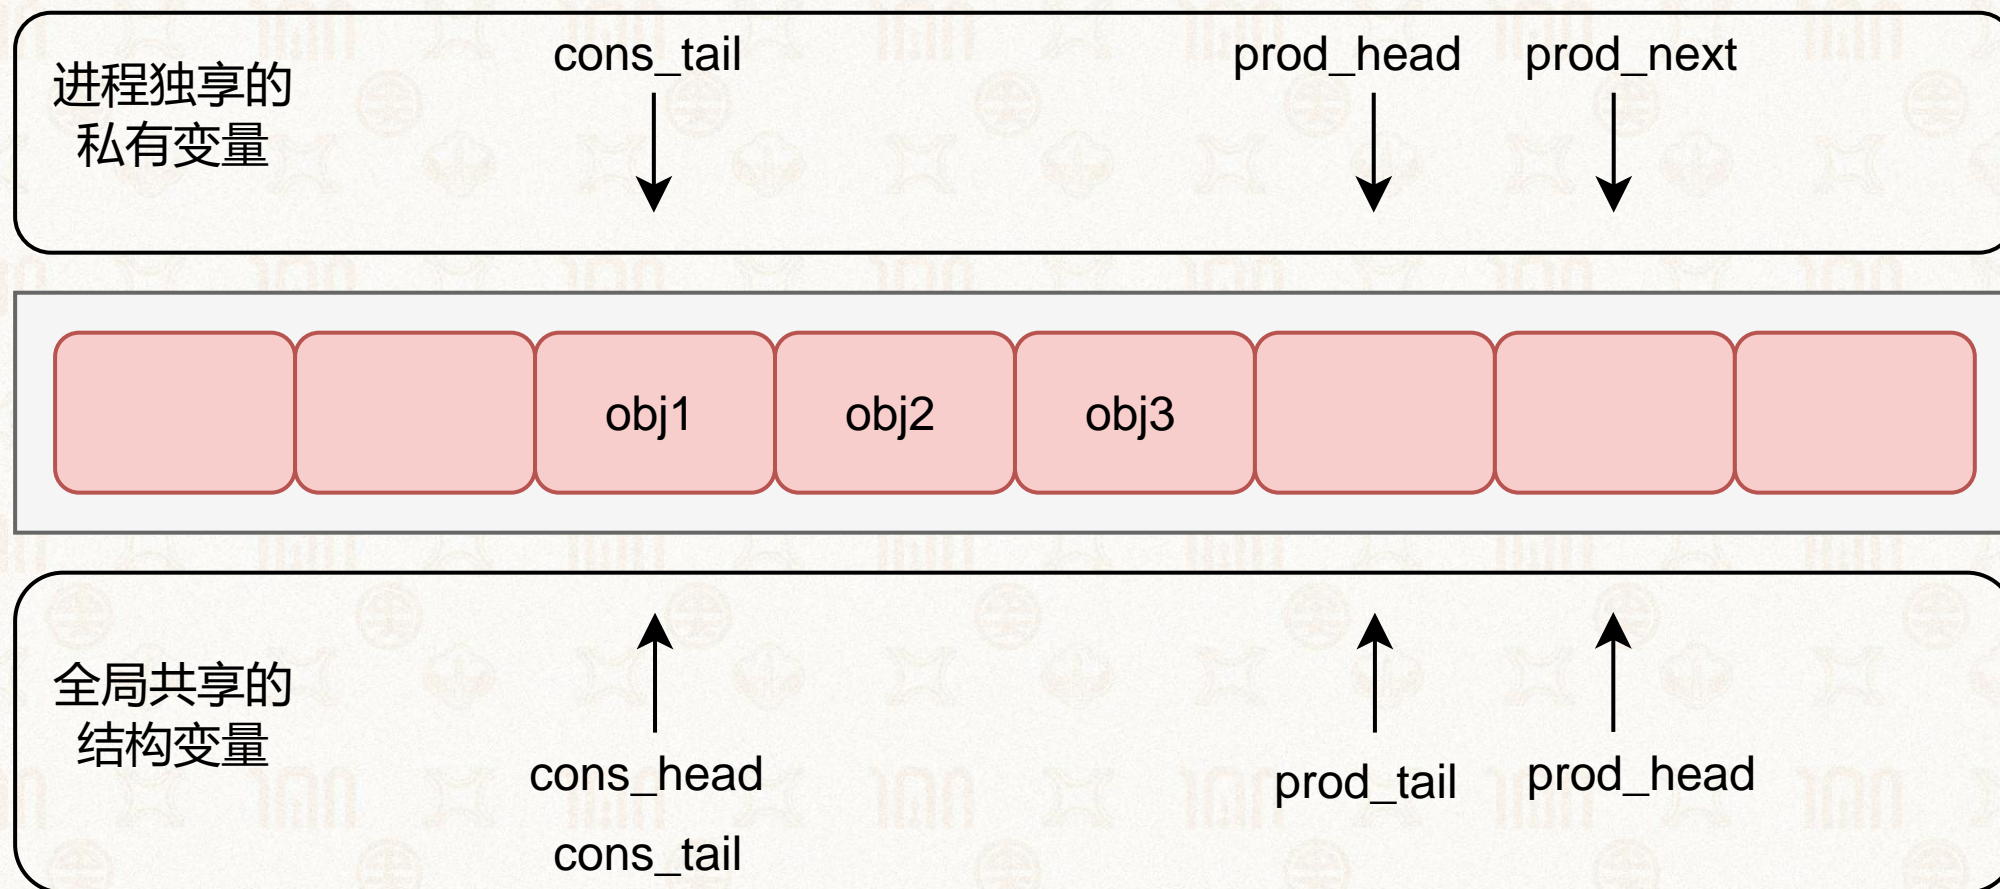 进程独享的
私有变量
cons_tail
prod_head
prod_next
obj1
obj2
obj3
全局共享的
结构变量
cons_head
cons_tail
prod_tail
prod_head